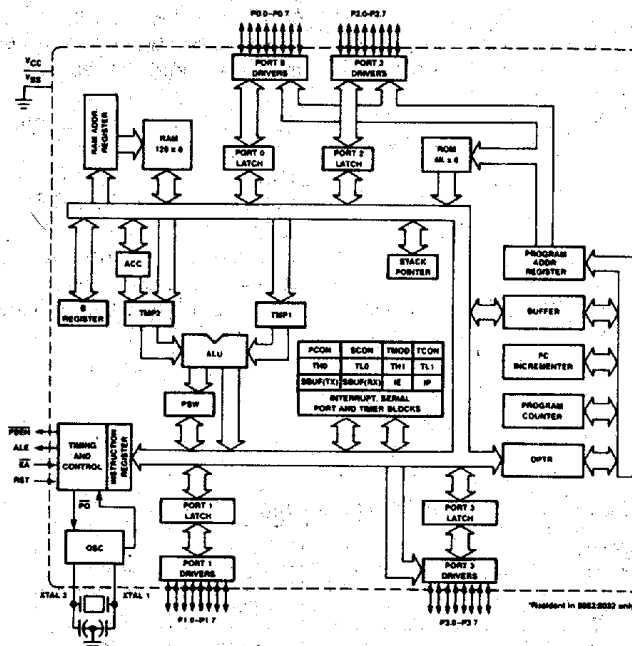 P0.0-P0.7
P2.0-P2.7
VCC
VSS
PORT 0
DRIVERS
PORT 2
DRIVERS
RAM ADDR.
REGISTER
RAM
128 x 8
PORT 0
LATCH
PORT 2
LATCH
ROM
4K x 8
ACC
STACK
POINTER
PROGRAM
ADDR
REGISTER
B
REGISTER
TMP2
TMP1
BUFFER
ALU
PCON SCON TMOD TCON
TH0 TL0 TH1 TL1
SBUF(TX) SBUF(RX) IE IP
INTERRUPT, SERIAL
PORT AND TIMER BLOCKS
PC
INCREMENTER
PSW
PROGRAM
COUNTER
PSEN
ALE
EA
RST
TIMING
AND
CONTROL
INSTRUCTION
REGISTER
DPTR
PD
PORT 1
LATCH
PORT 3
LATCH
OSC
PORT 1
DRIVERS
PORT 3
DRIVERS
XTAL 2
XTAL 1
P1.0-P1.7
P3.0-P3.7
*Resident in 8052/8032 only